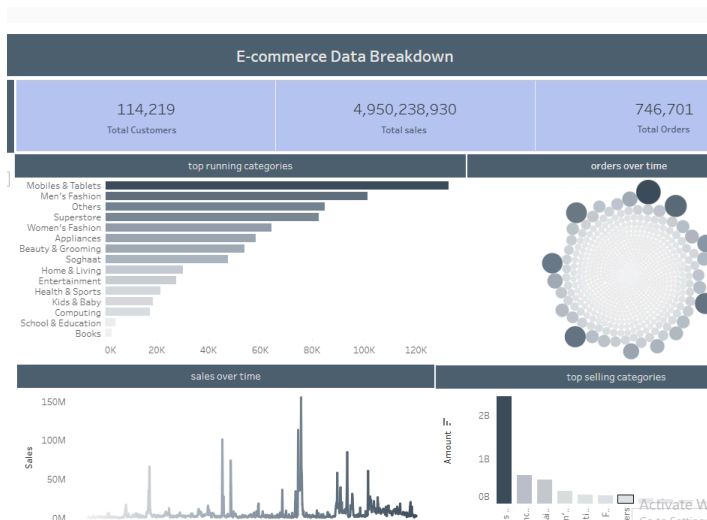 E-commerce Data Breakdown
114,219
Total Customers
4,950,238,930
Total sales
746,701
Total Orders
top running categories
orders over time
Mobiles & Tablets
Men's Fashion
Others
Superstore
Women's Fashion
Appliances
Beauty & Grooming
Soghaat
Home & Living
Entertainment
Health & Sports
Kids & Baby
Computing
School & Education
Books
0K 20K 40K 60K 80K 100K 120K
sales over time
top selling categories
150M
100M
50M
0M
Sales
2B
1B
0B
Amount
Activate W